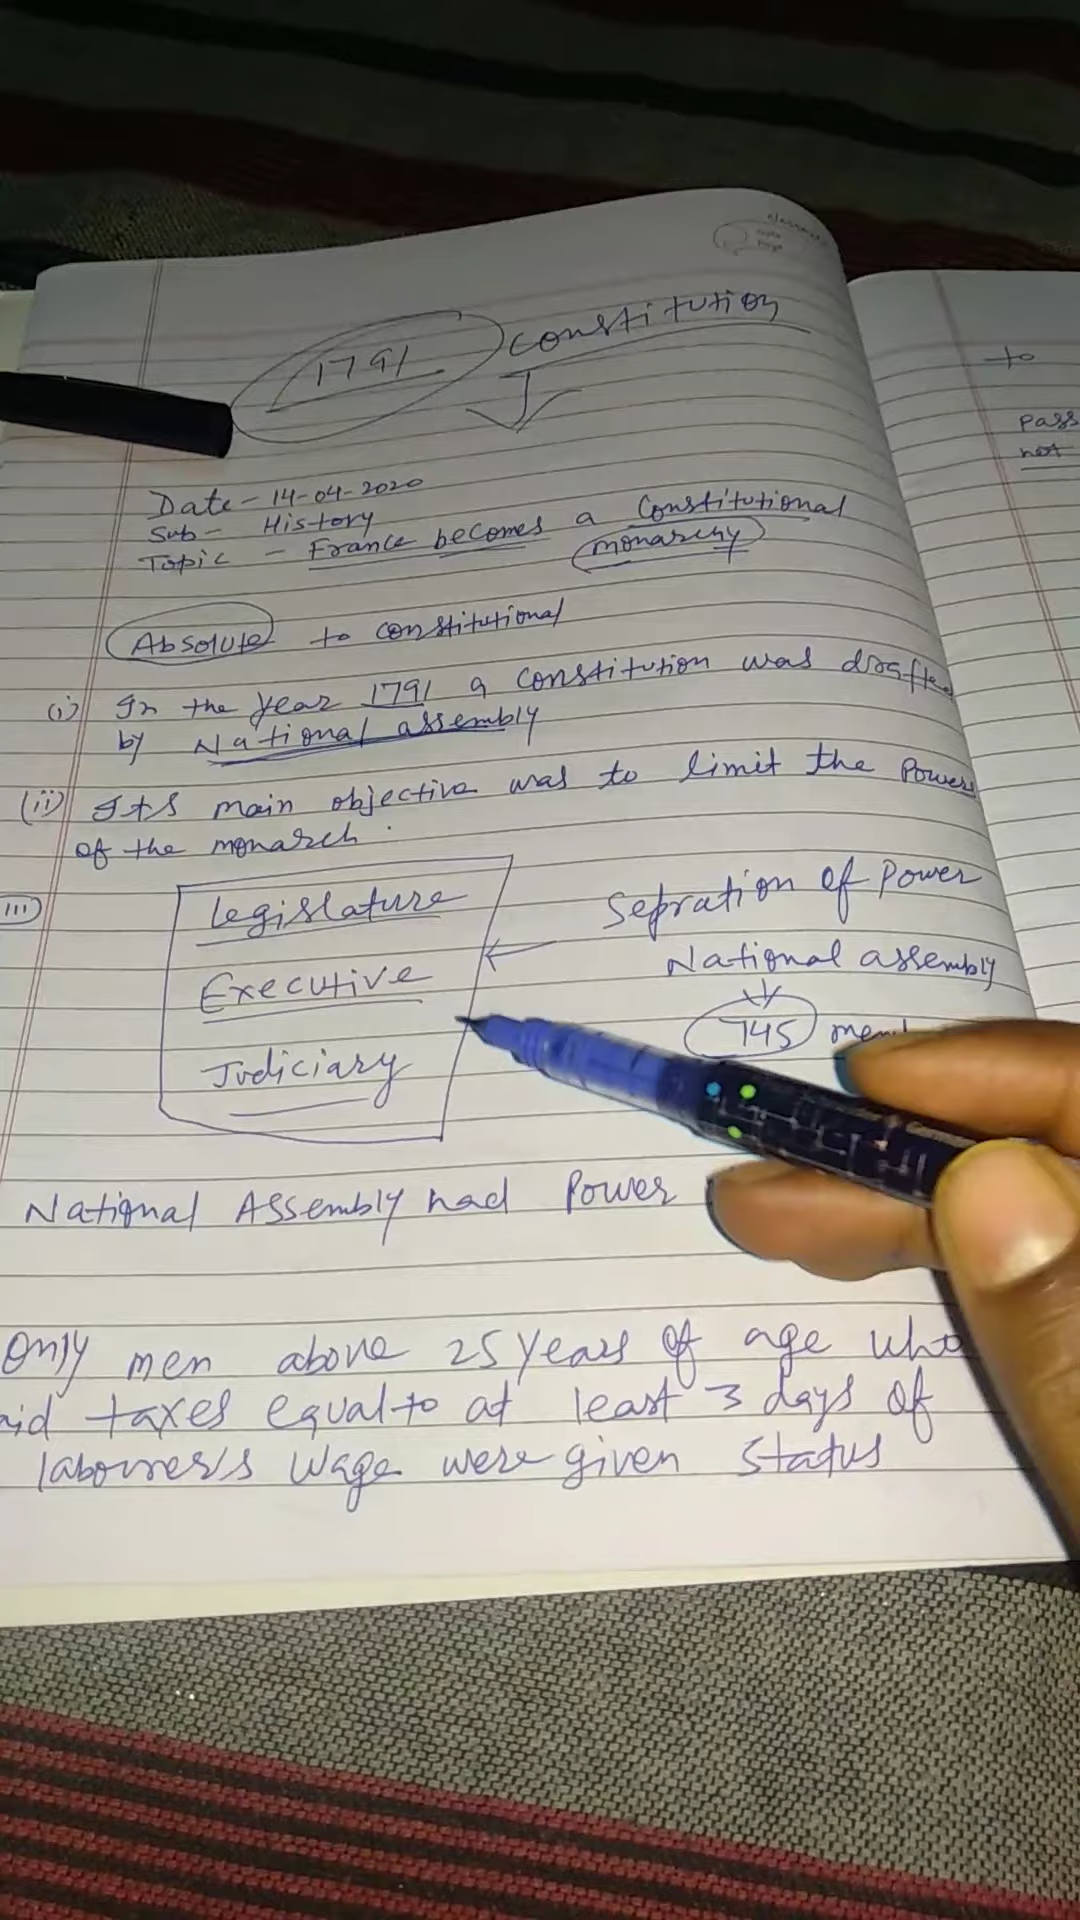 1791 constitution
Date - 14-04-2020
Sub - History
Topic - France becomes a Constitutional
monarchy
Absolute to constitutional
(i) In the year 1791 a constitution was drafted
by National assembly
(ii) Its main objective was to limit the Powers
of the monarch.
(iii)
Legislature
Executive
Judiciary
Sepration of Power
National assembly
745
National Assembly had Power
Only men above 25 years of age who
taxes equal to at least 3 days of
labourer's wage were given status
to
Pass
not